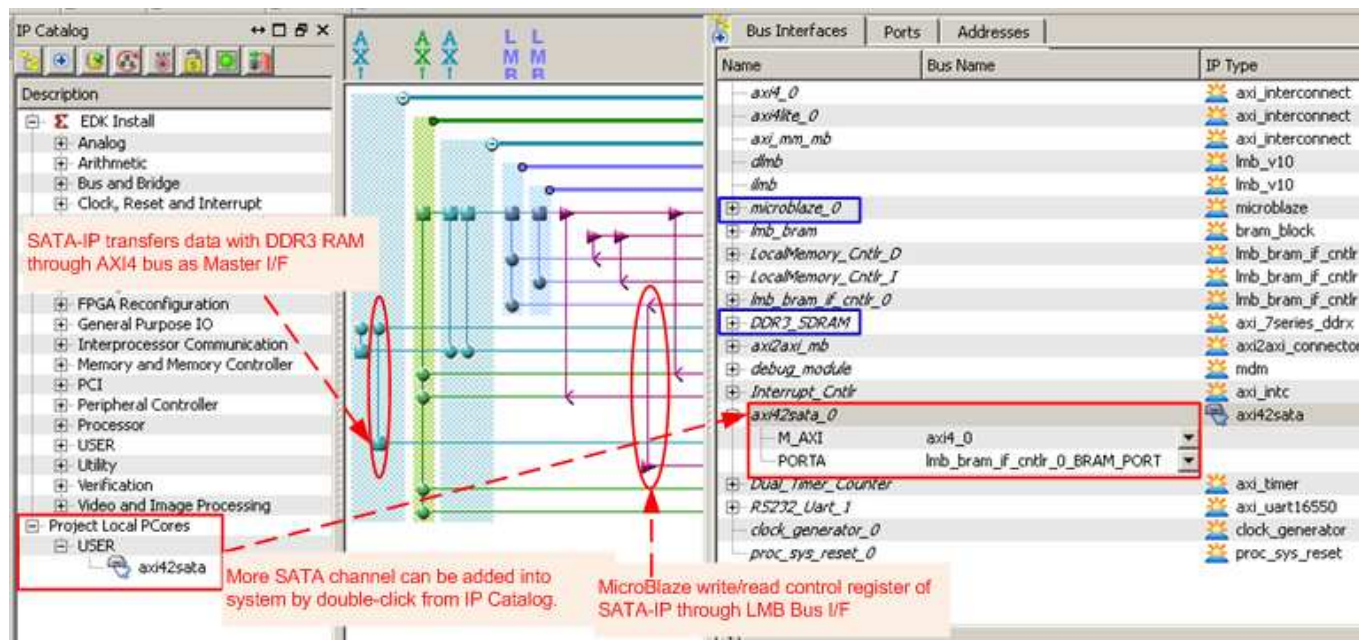 IP Catalog
Description
EDK Install
Analog
Arithmetic
Bus and Bridge
Clock, Reset and Interrupt
SATA-IP transfers data with DDR3 RAM
through AXI4 bus as Master I/F
FPGA Reconfiguration
General Purpose IO
Interprocessor Communication
Memory and Memory Controller
PCI
Peripheral Controller
Processor
USER
Utility
Verification
Video and Image Processing
Project Local PCores
USER
axi42sata
More SATA channel can be added into
system by double-click from IP Catalog.
AXI AXI AXI LMB LMB
MicroBlaze write/read control register of
SATA-IP through LMB Bus I/F
Bus Interfaces Ports Addresses
Name Bus Name IP Type
axi4_0 axi_interconnect
axi4lite_0 axi_interconnect
axi_mm_mb axi_interconnect
dlmb lmb_v10
ilmb lmb_v10
microblaze_0 microblaze
lmb_bram bram_block
LocalMemory_Cntlr_D lmb_bram_if_cntlr
LocalMemory_Cntlr_I lmb_bram_if_cntlr
lmb_bram_if_cntlr_0 lmb_bram_if_cntlr
DDR3_SDRAM axi_7series_ddrx
axi2axi_mb axi2axi_connector
debug_module mdm
Interrupt_Cntlr axi_intc
axi42sata_0 axi42sata
M_AXI axi4_0
PORTA lmb_bram_if_cntlr_0_BRAM_PORT
Dual_Timer_Counter axi_timer
RS232_Uart_1 axi_uart16550
clock_generator_0 clock_generator
proc_sys_reset_0 proc_sys_reset